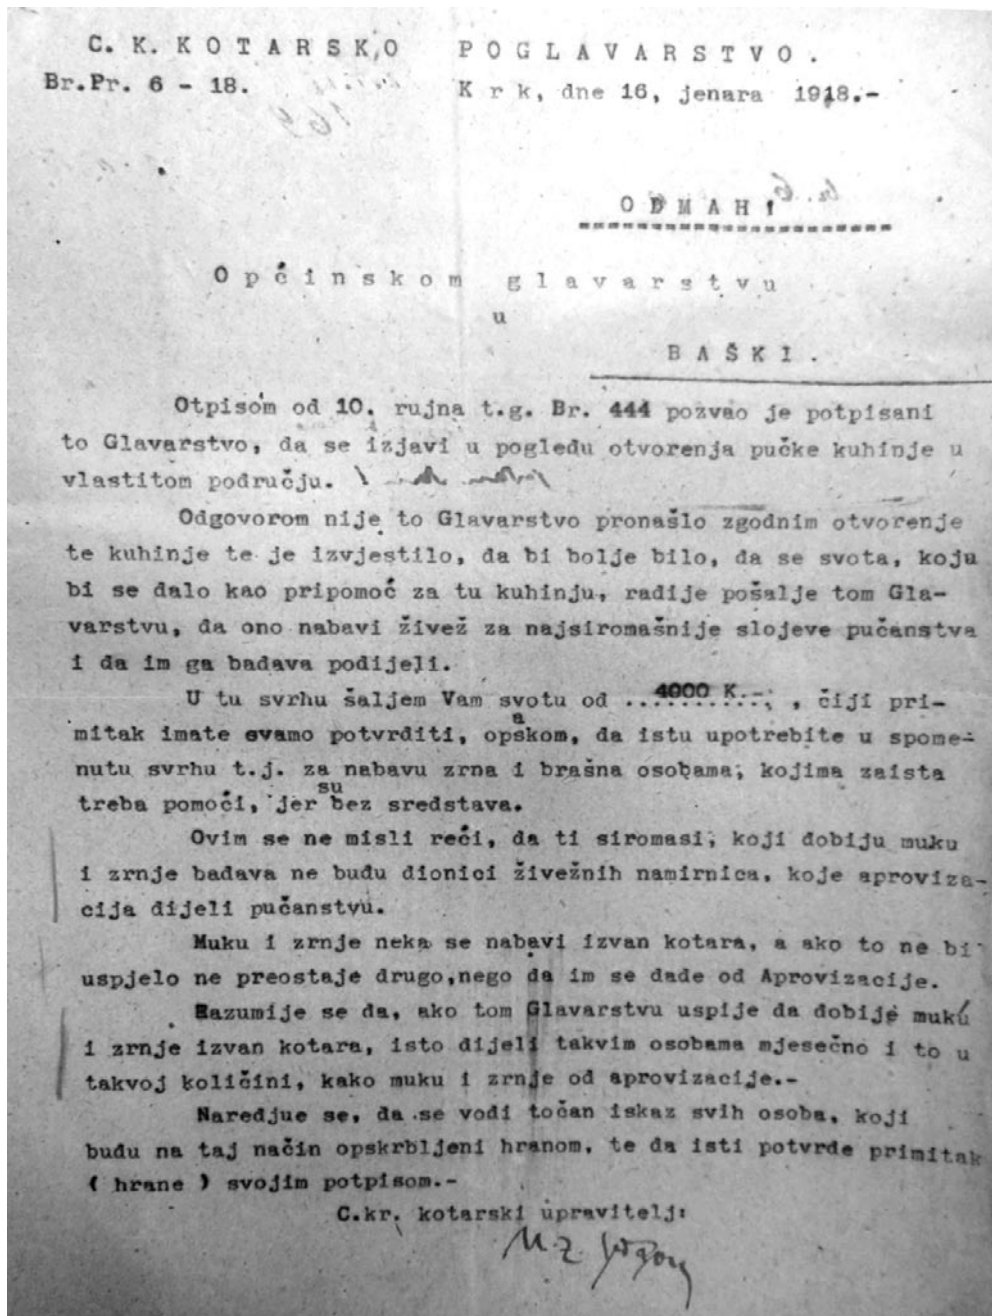 C. K. K O T A R S K O   P O G L A V A R S T V O .
Br.Pr. 6 - 18.   K r k, dne 16, jenara 1918.-
O D M A H !
O p ć i n s k o m   g l a v a r s t v u
u
B A Š K I .
Otpisom od 10. rujna t.g. Br. 444 pozvao je potpisani
to Glavarstvo, da se izjavi u pogledu otvorenja pučke kuhinje u
vlastitom području.
Odgovorom nije to Glavarstvo pronašlo zgodnim otvorenje
te kuhinje te je izvjestilo, da bi bolje bilo, da se svota, koju
bi se dalo kao pripomoć za tu kuhinju, radije pošalje tom Gla-
varstvu, da ono nabavi živež za najsiromašnije slojeve pučanstva
i da im ga badava podijeli.
U tu svrhu šaljem Vam svotu od ..4000 K.-; , čiji pri-
mitak imate ovamo potvrditi, opaskom, da istu upotrebite u spome-
nutu svrhu t.j. za nabavu zrna i brašna osobama, kojima zaista
treba pomoći, jer su bez sredstava.
Ovim se ne misli reći, da ti siromasi, koji dobiju muku
i zrnje badava ne budu dionici živežnih namirnica, koje aproviza-
cija dijeli pučanstvu.
Muku i zrnje neka se nabavi izvan kotara, a ako to ne bi
uspjelo ne preostaje drugo,nego da im se dade od Aprovizacije.
Razumije se da, ako tom Glavarstvu uspije da dobije muku
i zrnje izvan kotara, isto dijeli takvim osobama mjesečno i to u
takvoj količini, kako muku i zrnje od aprovizacije.-
Naredjue se, da se vodi točan iskaz svih osoba, koji
budu na taj način opskrbljeni hranom, te da isti potvrde primitak
( hrane ) svojim potpisom.-
C.kr. kotarski upravitelj: